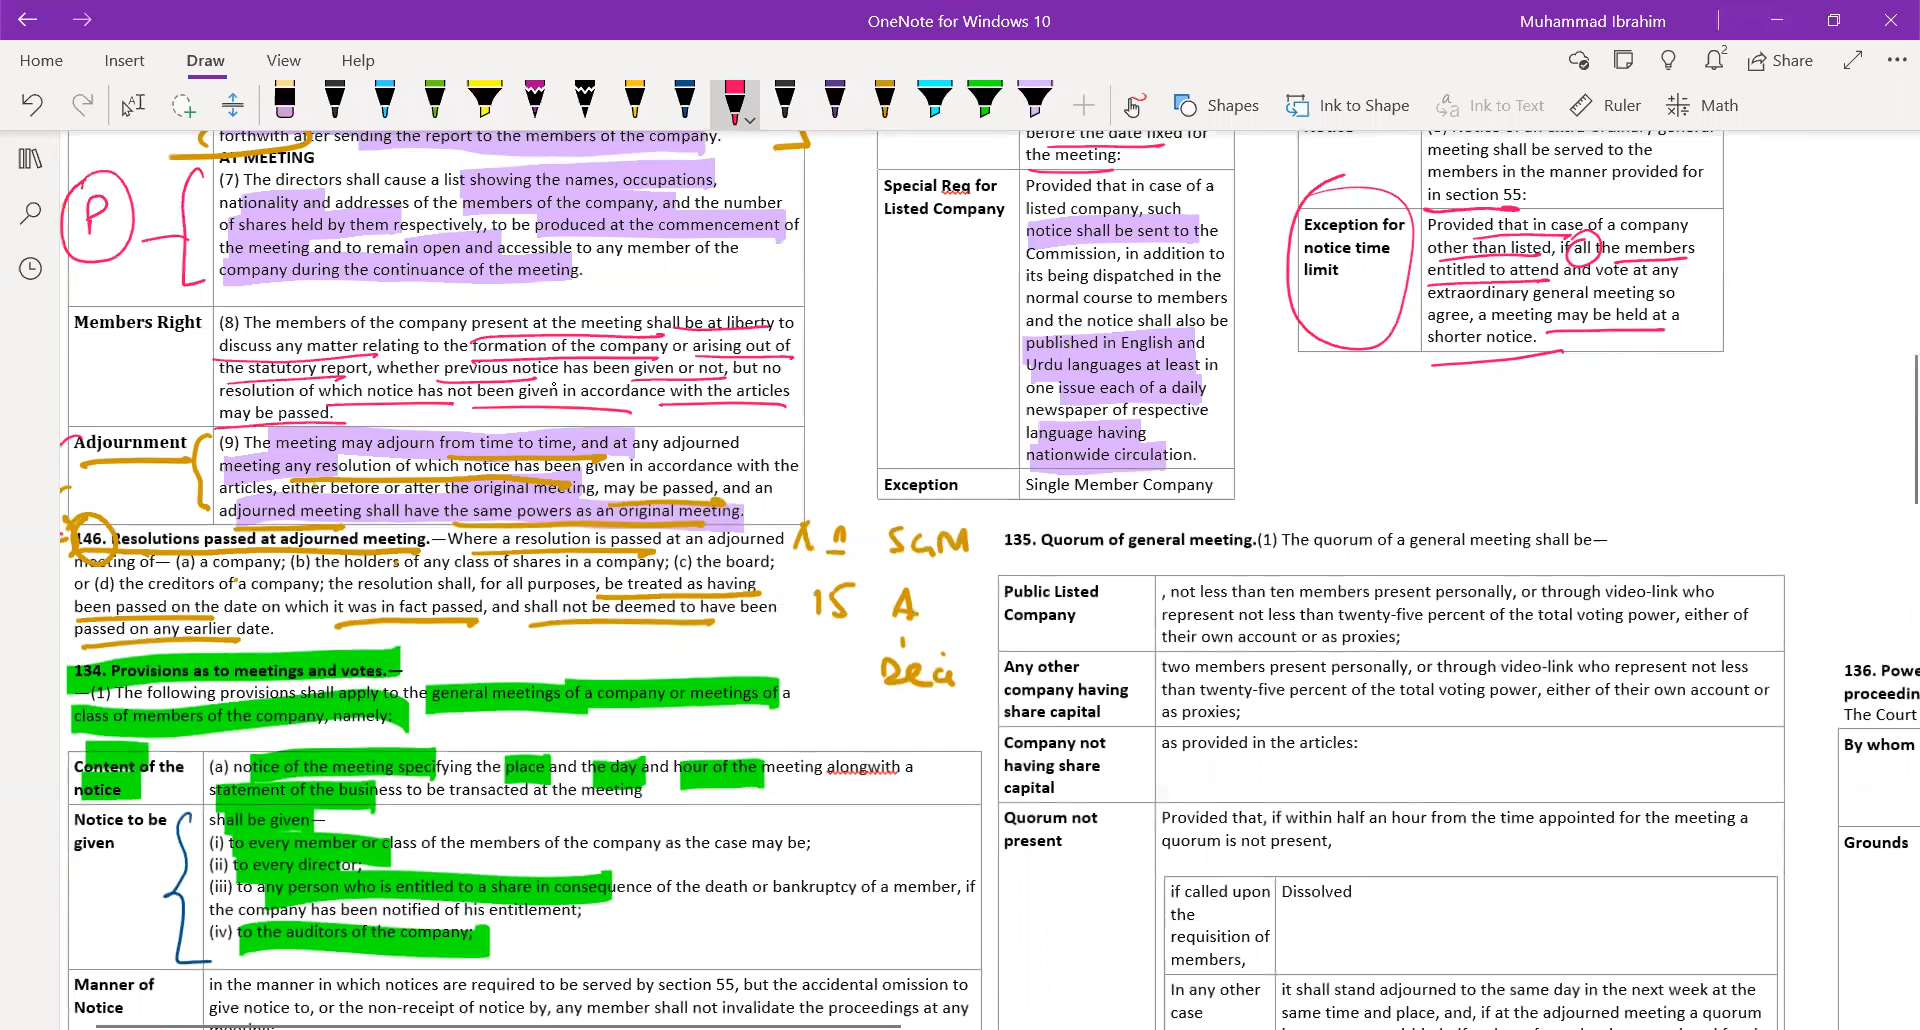 OneNote for Windows 10
Muhammad Ibrahim
Home Insert Draw View Help
2
Share
Shapes Ink to Shape Ink to Text Ruler Math
forthwith after sending the report to the members of the company.
AT MEETING
(7) The directors shall cause a list showing the names, occupations,
nationality and addresses of the members of the company, and the number
of shares held by them respectively, to be produced at the commencement of
the meeting and to remain open and accessible to any member of the
company during the continuance of the meeting.
P
Members Right
(8) The members of the company present at the meeting shall be at liberty to
discuss any matter relating to the formation of the company or arising out of
the statutory report, whether previous notice has been given or not, but no
resolution of which notice has not been given in accordance with the articles
may be passed.
Adjournment
(9) The meeting may adjourn from time to time, and at any adjourned
meeting any resolution of which notice has been given in accordance with the
articles, either before or after the original meeting, may be passed, and an
adjourned meeting shall have the same powers as an original meeting.
146. Resolutions passed at adjourned meeting.—Where a resolution is passed at an adjourned
meeting of— (a) a company; (b) the holders of any class of shares in a company; (c) the board;
or (d) the creditors of a company; the resolution shall, for all purposes, be treated as having
been passed on the date on which it was in fact passed, and shall not be deemed to have been
passed on any earlier date.
SGM
15 A
134. Provisions as to meetings and votes.—
—(1) The following provisions shall apply to the general meetings of a company or meetings of a
class of members of the company, namely:
Content of the
notice
(a) notice of the meeting specifying the place and the day and hour of the meeting alongwith a
statement of the business to be transacted at the meeting
Notice to be
given
shall be given—
(i) to every member or class of the members of the company as the case may be;
(ii) to every director;
(iii) to any person who is entitled to a share in consequence of the death or bankruptcy of a member, if
the company has been notified of his entitlement;
(iv) to the auditors of the company;
Manner of
Notice
in the manner in which notices are required to be served by section 55, but the accidental omission to
give notice to, or the non-receipt of notice by, any member shall not invalidate the proceedings at any
before the date fixed for
the meeting:
Special Req for
Listed Company
Provided that in case of a
listed company, such
notice shall be sent to the
Commission, in addition to
its being dispatched in the
normal course to members
and the notice shall also be
published in English and
Urdu languages at least in
one issue each of a daily
newspaper of respective
language having
nationwide circulation.
Exception
Single Member Company
meeting shall be served to the
members in the manner provided for
in section 55:
Exception for
notice time
limit
Provided that in case of a company
other than listed, if all the members
entitled to attend and vote at any
extraordinary general meeting so
agree, a meeting may be held at a
shorter notice.
135. Quorum of general meeting.(1) The quorum of a general meeting shall be—
Public Listed
Company
, not less than ten members present personally, or through video-link who
represent not less than twenty-five percent of the total voting power, either of
their own account or as proxies;
Any other
company having
share capital
two members present personally, or through video-link who represent not less
than twenty-five percent of the total voting power, either of their own account or
as proxies;
Company not
having share
capital
as provided in the articles:
Quorum not
present
Provided that, if within half an hour from the time appointed for the meeting a
quorum is not present,
if called upon
the
requisition of
members,
Dissolved
In any other
case
it shall stand adjourned to the same day in the next week at the
same time and place, and, if at the adjourned meeting a quorum
136. Powe
proceedin
The Court
By whom
Grounds